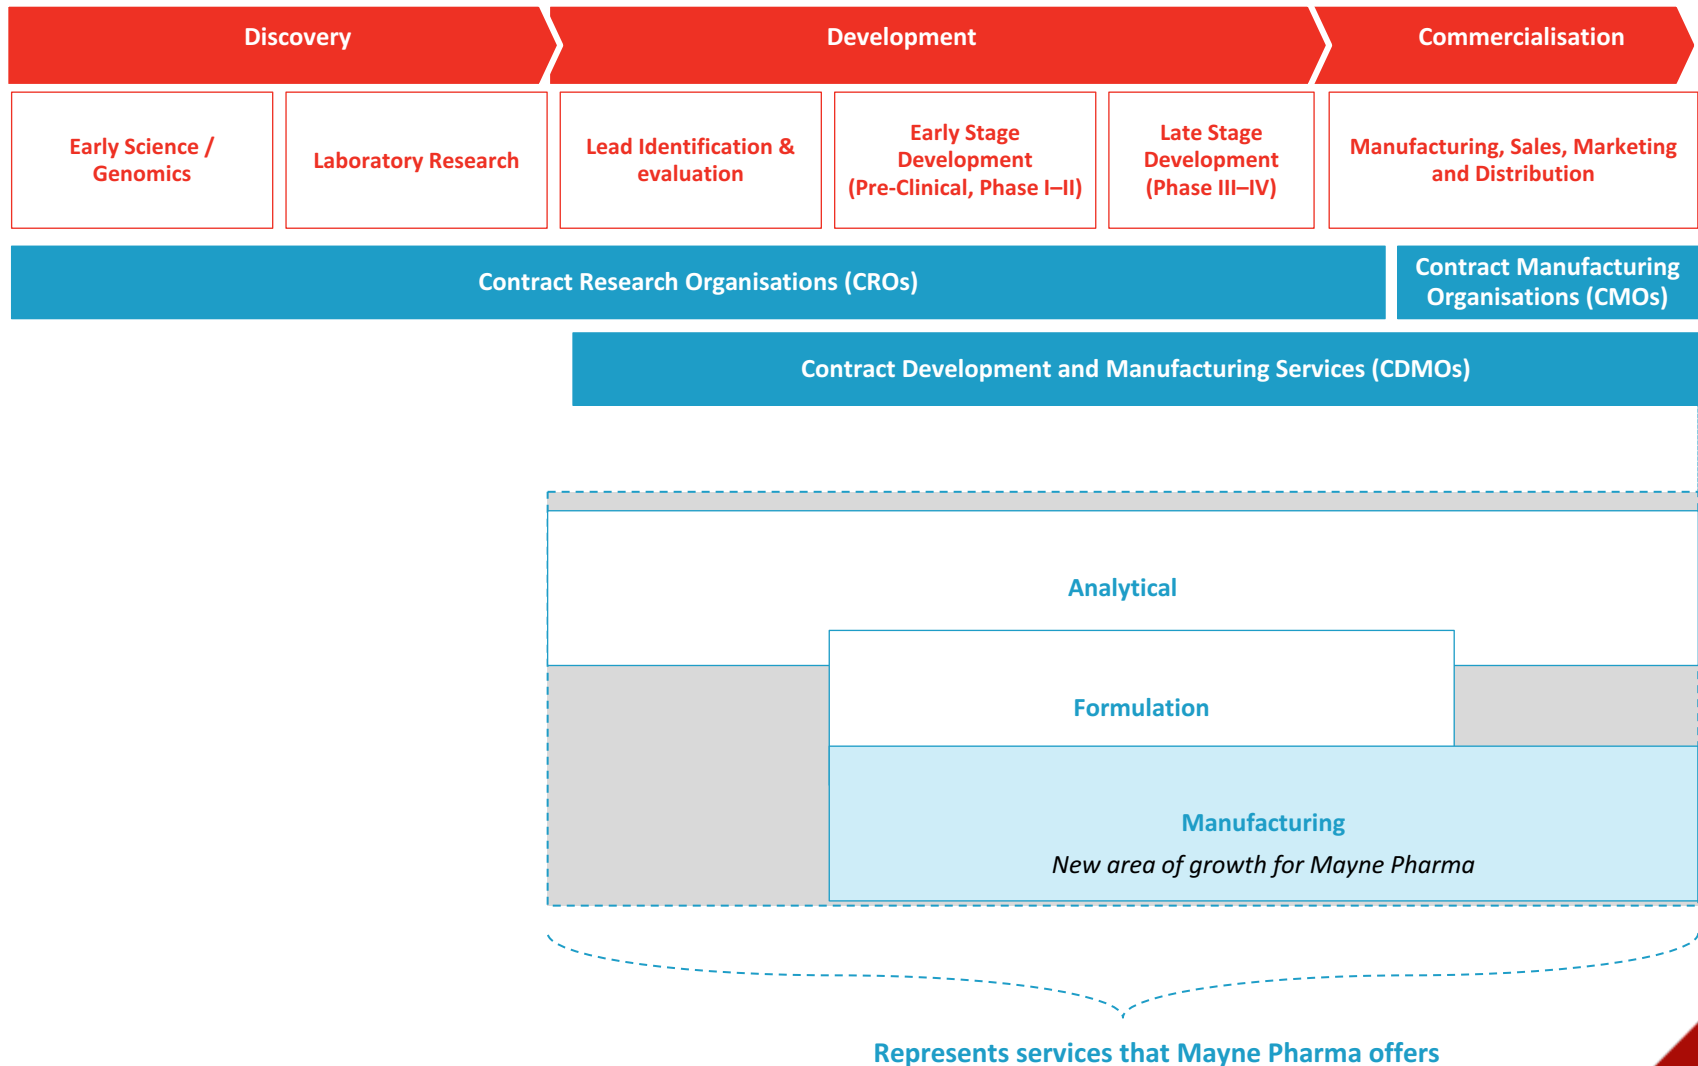 Discovery
Development
Commercialisation
Early Science /
Genomics
Laboratory Research
Lead Identification &
evaluation
Early Stage
Development
(Pre-Clinical, Phase I–II)
Late Stage
Development
(Phase III–IV)
Manufacturing, Sales, Marketing
and Distribution
Contract Research Organisations (CROs)
Contract Manufacturing
Organisations (CMOs)
Contract Development and Manufacturing Services (CDMOs)
Analytical
Formulation
Manufacturing
New area of growth for Mayne Pharma
Represents services that Mayne Pharma offers